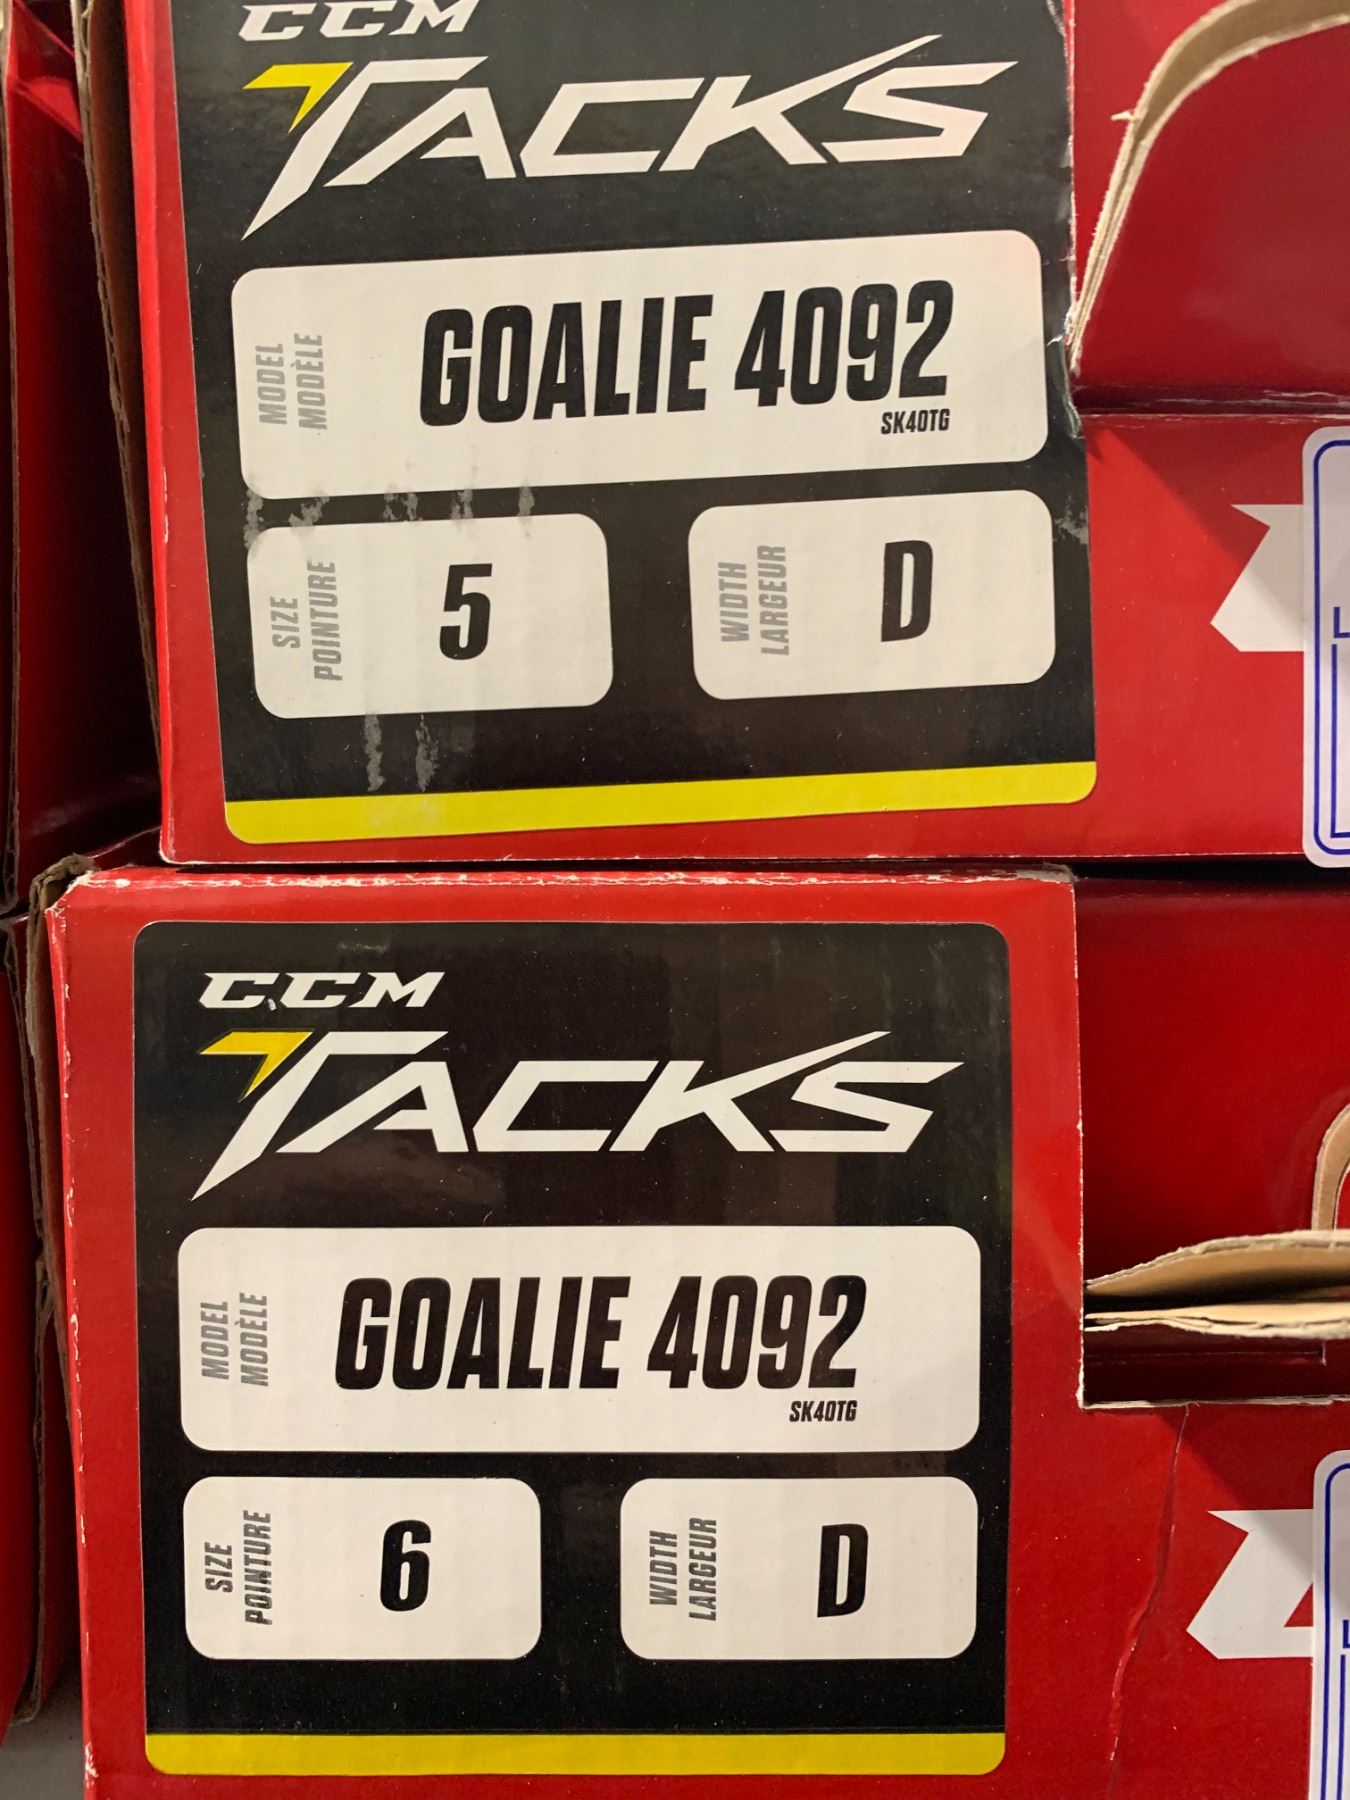 CCM
TACKS
MODEL
MODÈLE
GOALIE 4092
SK40TG
SIZE
POINTURE
5
WIDTH
LARGEUR
D
CCM
TACKS
MODEL
MODÈLE
GOALIE 4092
SK40TG
SIZE
POINTURE
6
WIDTH
LARGEUR
D